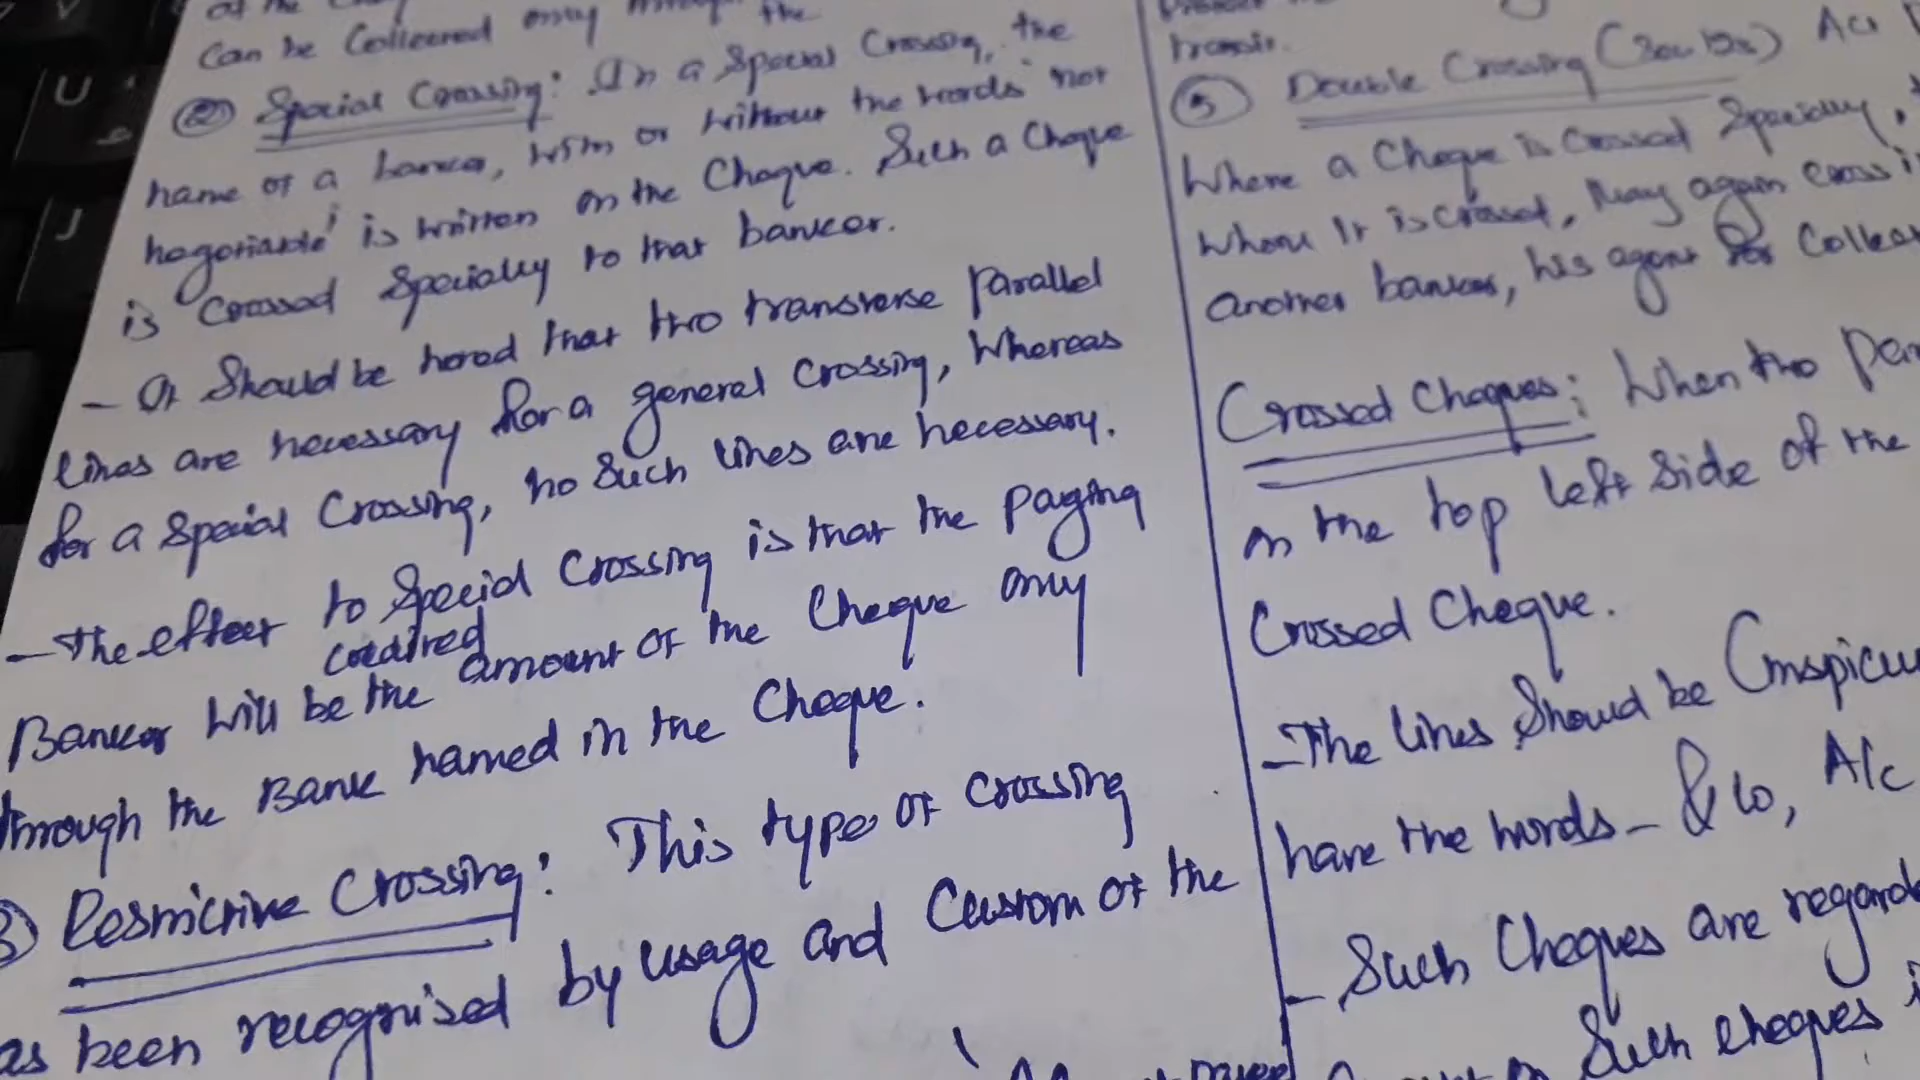 Can be Collected only through the
② Special Crossing: In a Special Crossing, the
name of a banker, with or without the words 'not
negotiable' is written on the Cheque. Such a Cheque
is Crossed Specially to that banker.
- It Should be noted that two transverse parallel
lines are necessary for a general Crossing, Whereas
for a Special Crossing, no Such lines are necessary.
- The effect to Special Crossing is that the paying
Banker will be the credited amount of the Cheque only
through the Bank named in the Cheque.
3) Restrictive Crossing: This type of crossing
as been recognised by usage and Custom of the
transir.
⑤ Double Crossing (Sec 125) Act
Where a Cheque is Crossed Specially,
Whom It is crossed, May again cross i
another banker, his agent for Collec
Crossed Cheques: When two par
on the top left side of the
Crossed Cheque.
- The lines Should be Conspicu
have the words - & Co, A/c
- Such Cheques are regard
Such cheques i
U
J